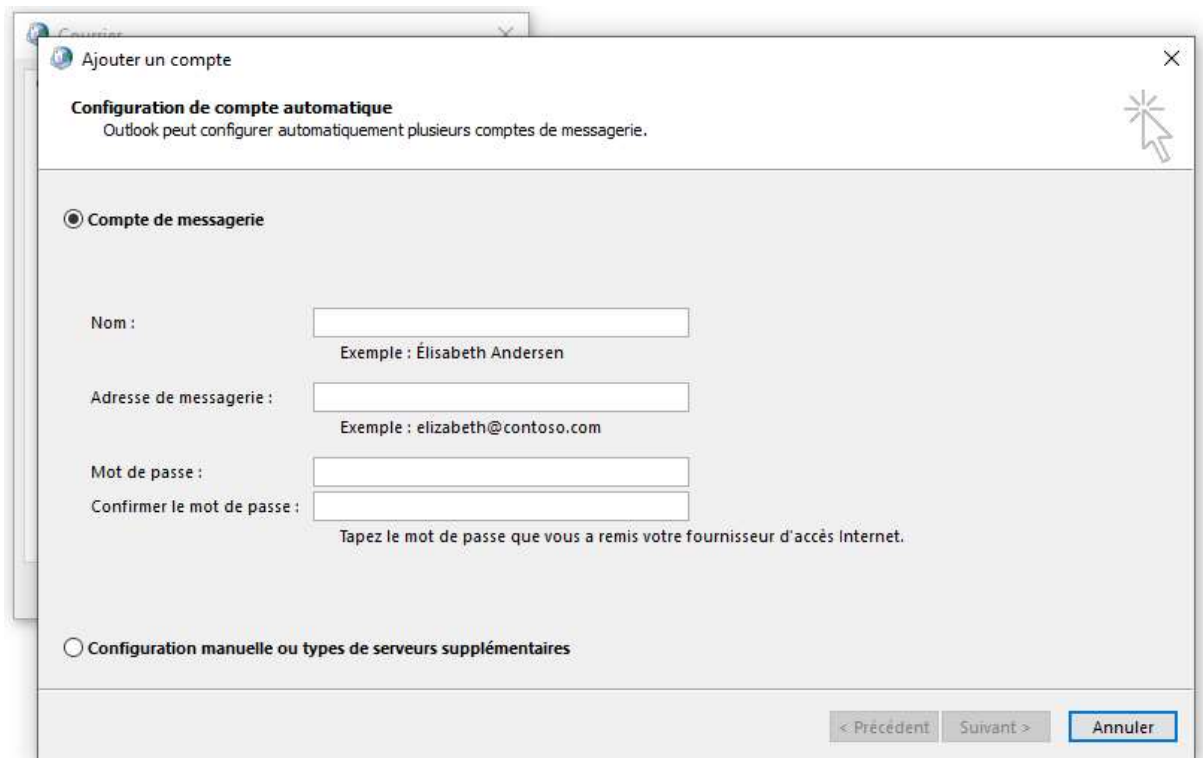 Courrier
Ajouter un compte
Configuration de compte automatique
Outlook peut configurer automatiquement plusieurs comptes de messagerie.
Compte de messagerie
Nom :
Exemple : Élisabeth Andersen
Adresse de messagerie :
Exemple : elizabeth@contoso.com
Mot de passe :
Confirmer le mot de passe :
Tapez le mot de passe que vous a remis votre fournisseur d'accès Internet.
Configuration manuelle ou types de serveurs supplémentaires
< Précédent Suivant > Annuler